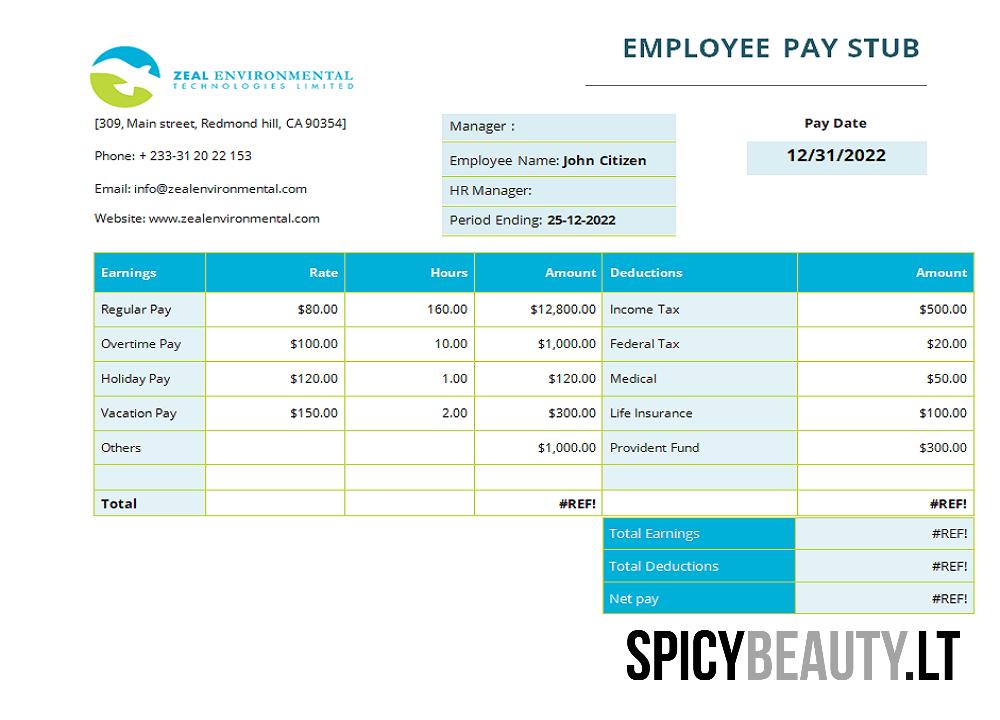 EMPLOYEE PAY STUB
ZEAL ENVIRONMENTAL
TECHNOLOGIES LIMITED
[309, Main street, Redmond hill, CA 90354]
Phone: + 233-31 20 22 153
Email: info@zealenvironmental.com
Website: www.zealenvironmental.com
Manager :
Employee Name: John Citizen
HR Manager:
Period Ending: 25-12-2022
Pay Date
12/31/2022
Earnings Rate Hours Amount Deductions Amount
Regular Pay $80.00 160.00 $12,800.00 Income Tax $500.00
Overtime Pay $100.00 10.00 $1,000.00 Federal Tax $20.00
Holiday Pay $120.00 1.00 $120.00 Medical $50.00
Vacation Pay $150.00 2.00 $300.00 Life Insurance $100.00
Others $1,000.00 Provident Fund $300.00
Total #REF! #REF!
Total Earnings #REF!
Total Deductions #REF!
Net pay #REF!
SPICYBEAUTY.LT